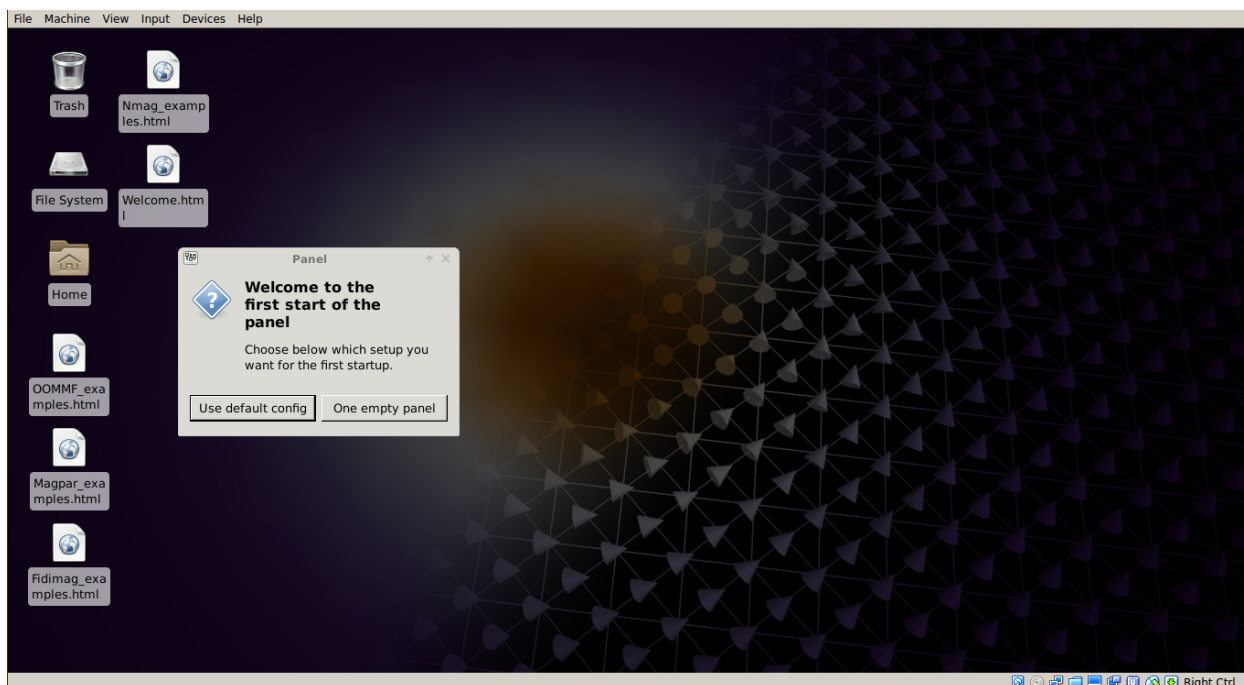 File Machine View Input Devices Help
Trash
Nmag_examp
les.html
File System
Welcome.htm
l
Home
OOMMF_exa
mples.html
Magpar_exa
mples.html
Fidimag_exa
mples.html
Panel
Welcome to the
first start of the
panel
Choose below which setup you
want for the first startup.
Use default config One empty panel
Right Ctrl